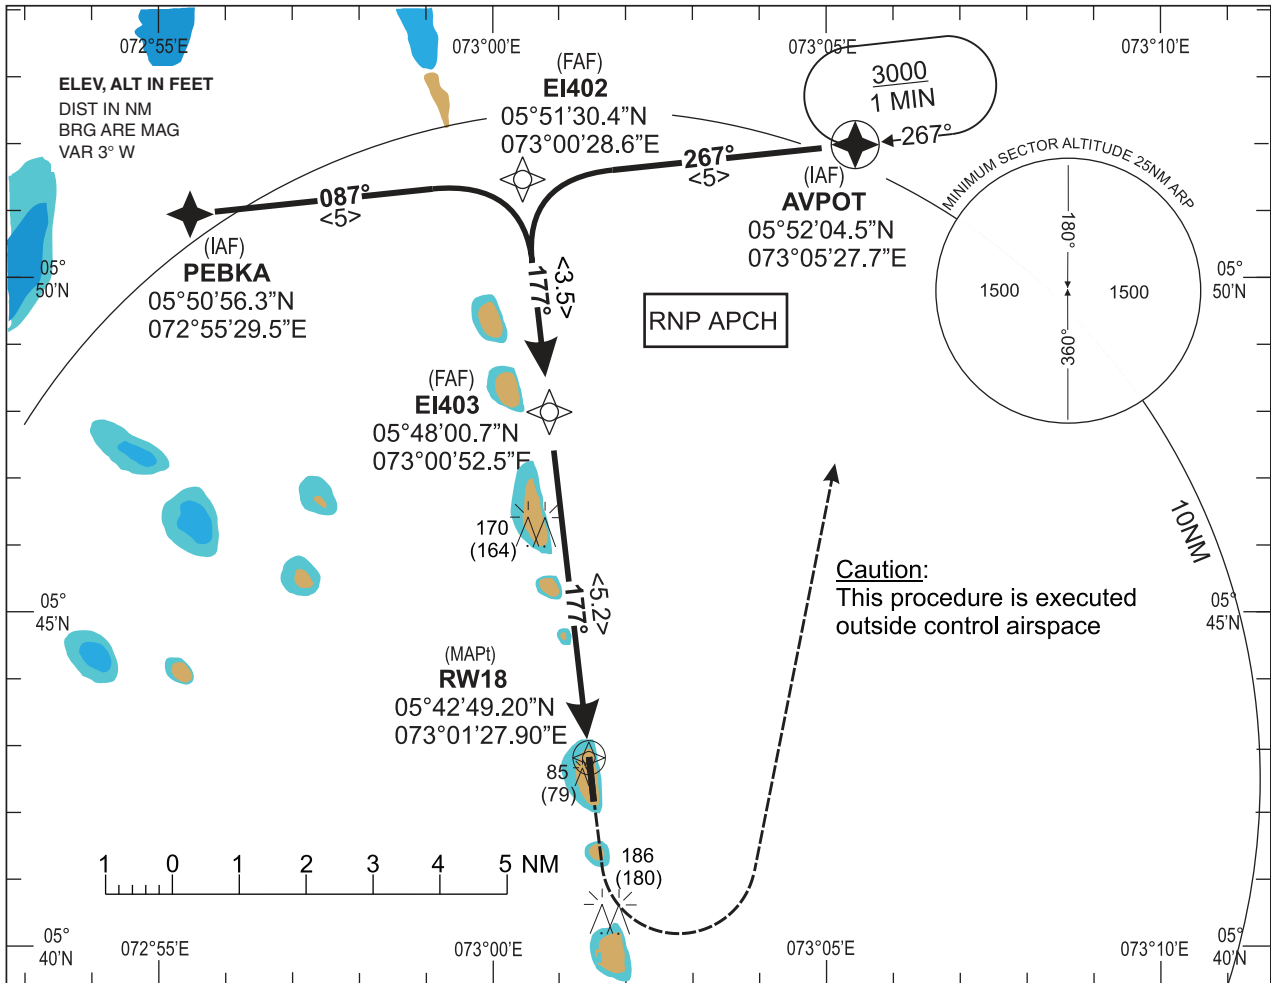 072°55'E
073°00'E
073°05'E
073°10'E
ELEV, ALT IN FEET
DIST IN NM
BRG ARE MAG
VAR 3° W
(FAF)
EI402
05°51'30.4"N
073°00'28.6"E
3000
1 MIN
267°
267°
<5>
(IAF)
AVPOT
05°52'04.5"N
073°05'27.7"E
087°
<5>
(IAF)
PEBKA
05°50'56.3"N
072°55'29.5"E
MINIMUM SECTOR ALTITUDE 25NM ARP
180°
1500
1500
360°
05°
50'N
05°
50'N
<3.5>
177°
RNP APCH
(FAF)
EI403
05°48'00.7"N
073°00'52.5"E
170
(164)
10NM
Caution:
This procedure is executed
outside control airspace
<5.2>
177°
05°
45'N
05°
45'N
(MAPt)
RW18
05°42'49.20"N
073°01'27.90"E
85
(79)
186
(180)
1 0 1 2 3 4 5 NM
05°
40'N
05°
40'N
072°55'E
073°00'E
073°05'E
073°10'E